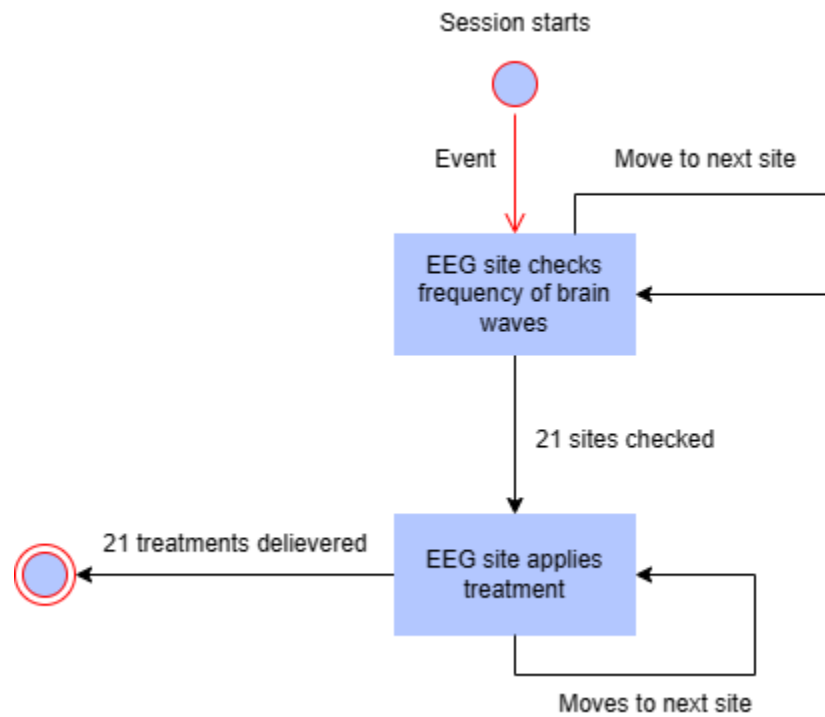 Session starts
Event
Move to next site
EEG site checks
frequency of brain
waves
21 sites checked
21 treatments delievered
EEG site applies
treatment
Moves to next site